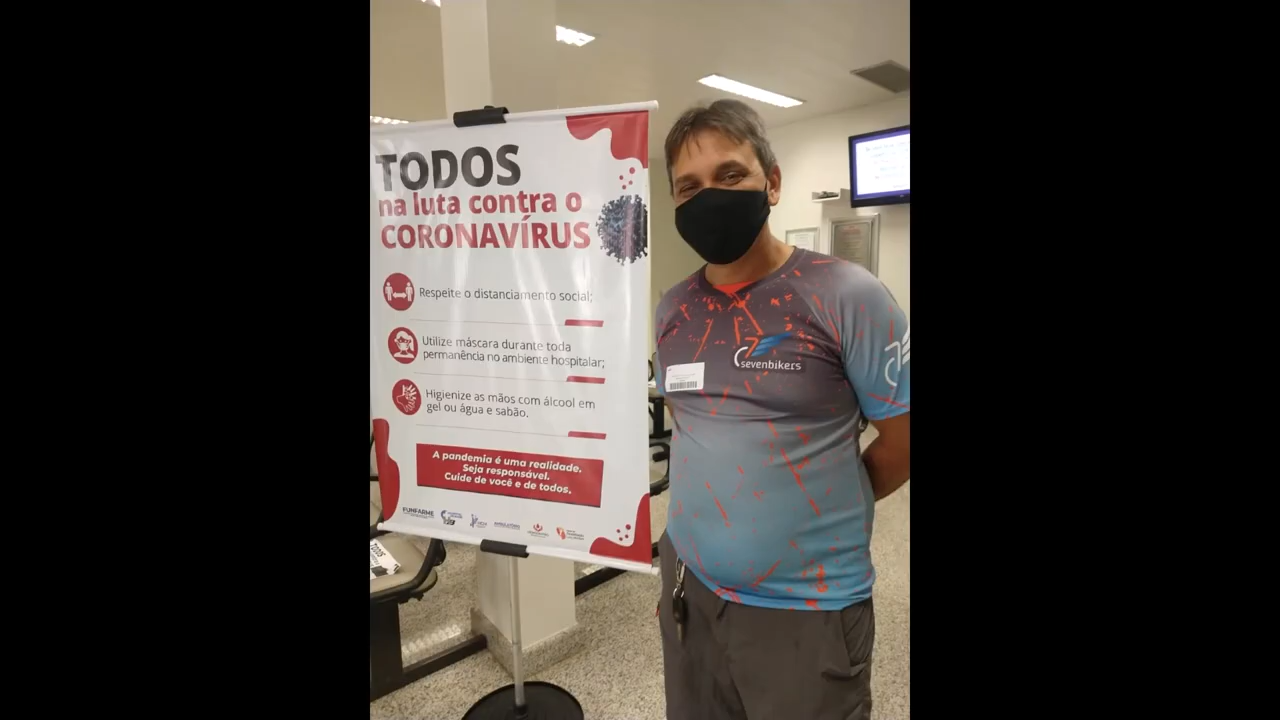 TODOS
na luta contra o
CORONAVÍRUS
Respeite o distanciamento social;
Utilize máscara durante toda
permanência no ambiente hospitalar;
Higienize as mãos com álcool em
gel ou água e sabão.
A pandemia é uma realidade.
Seja responsável.
Cuide de você e de todos.
FUNFARME
sevenbikers
TODOS